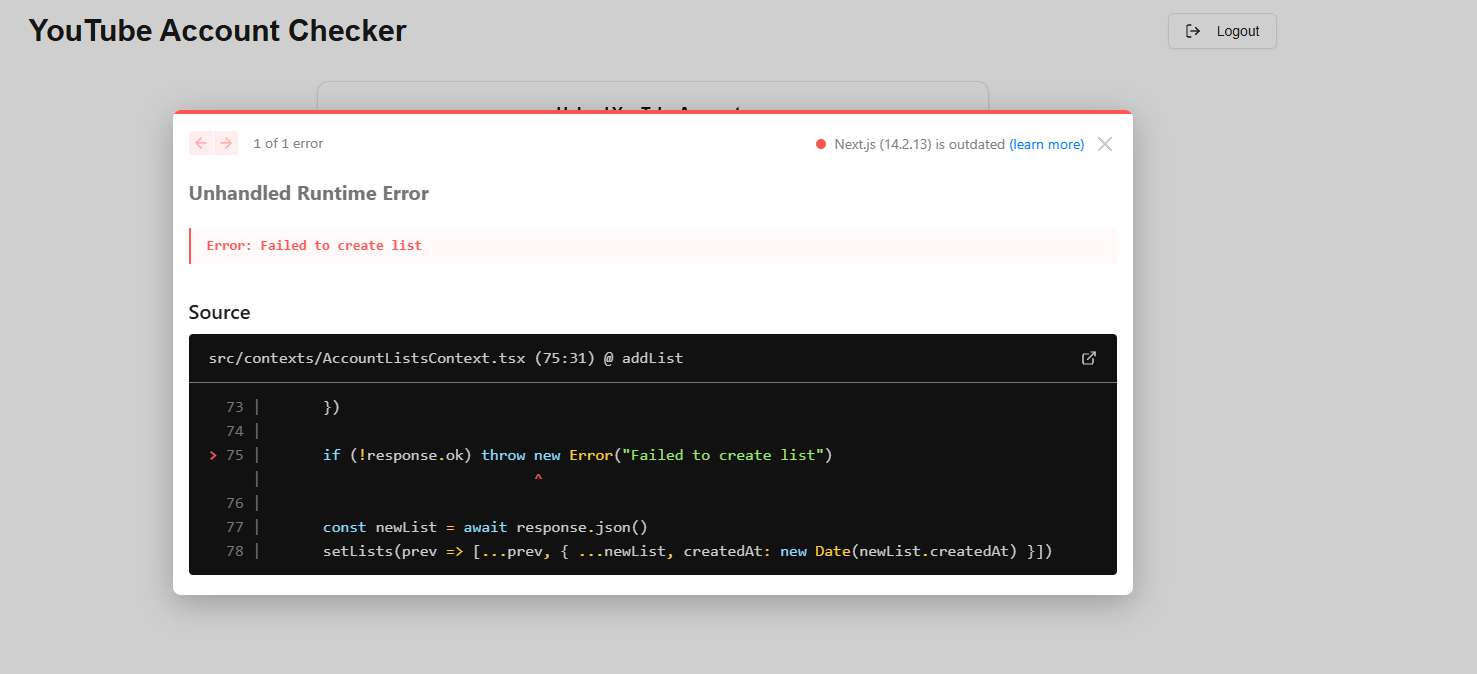 YouTube Account Checker
Logout
1 of 1 error
Next.js (14.2.13) is outdated (learn more)
Unhandled Runtime Error
Error: Failed to create list
Source
src/contexts/AccountListsContext.tsx (75:31) @ addList
73 | })
74 |
> 75 | if (!response.ok) throw new Error("Failed to create list")
| ^
76 |
77 | const newList = await response.json()
78 | setLists(prev => [...prev, { ...newList, createdAt: new Date(newList.createdAt) }])